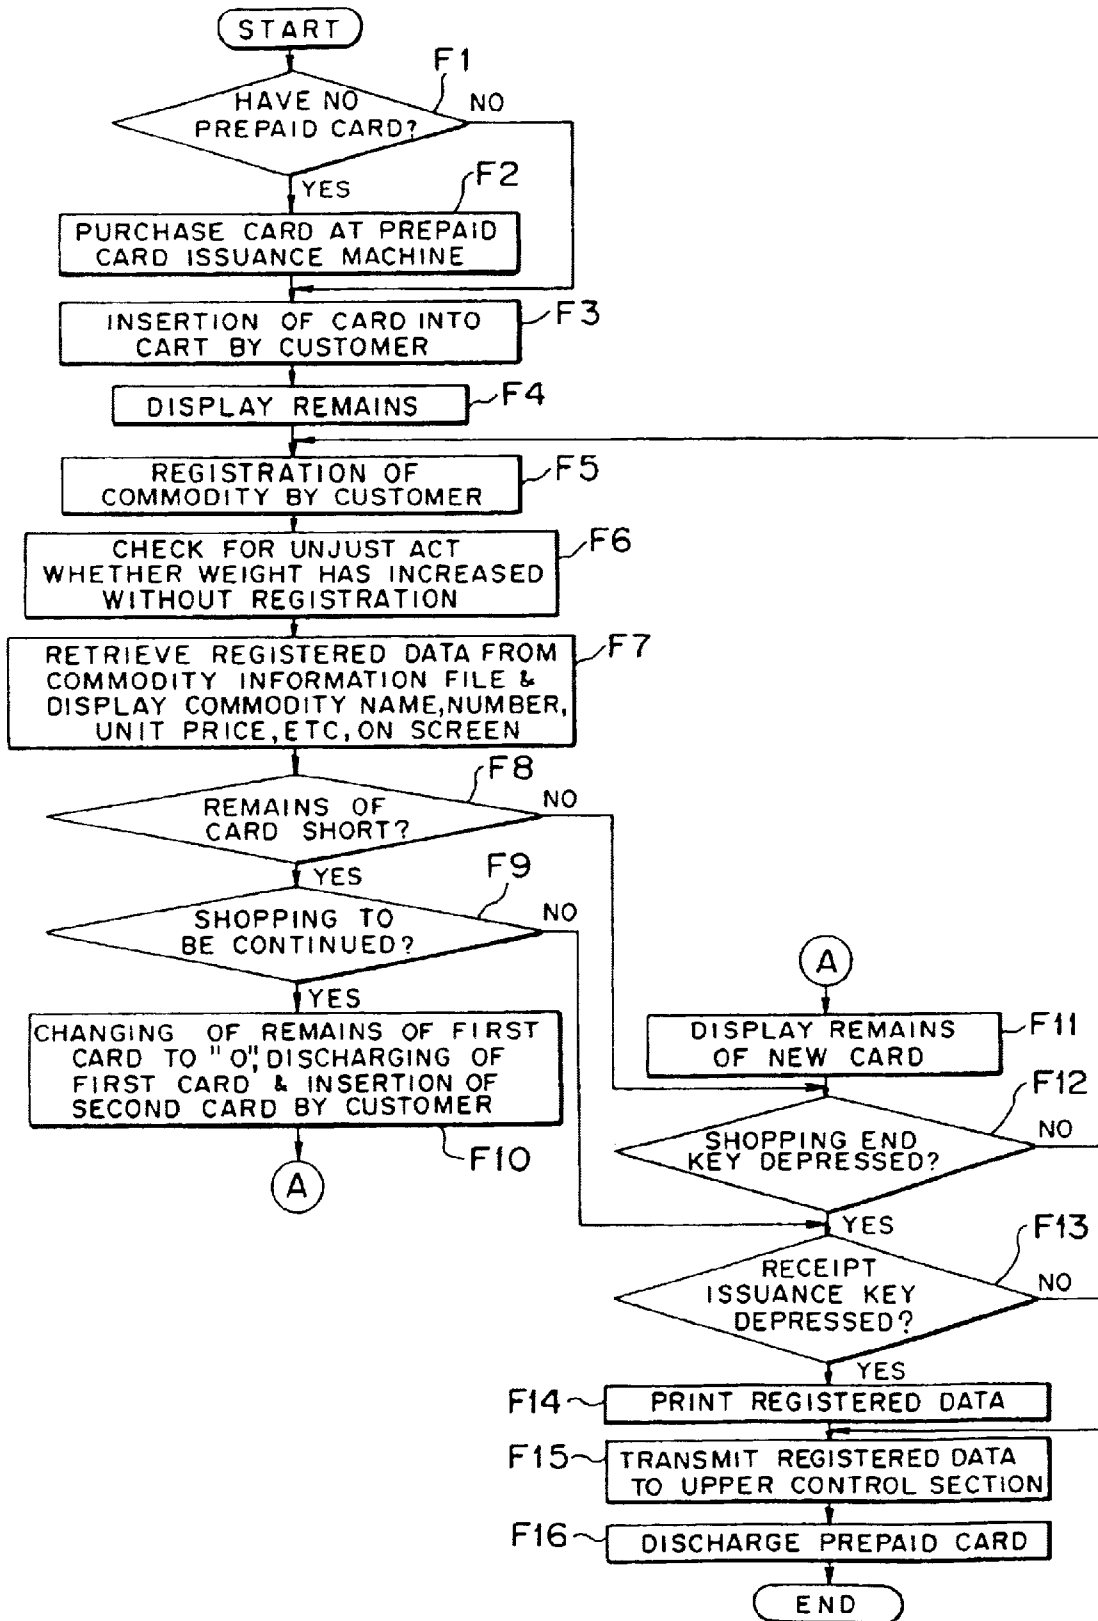 START
F1
HAVE NO
PREPAID CARD?
NO
YES
F2
PURCHASE CARD AT PREPAID
CARD ISSUANCE MACHINE
INSERTION OF CARD INTO
CART BY CUSTOMER
F3
DISPLAY REMAINS
F4
REGISTRATION OF
COMMODITY BY CUSTOMER
F5
CHECK FOR UNJUST ACT
WHETHER WEIGHT HAS INCREASED
WITHOUT REGISTRATION
F6
RETRIEVE REGISTERED DATA FROM
COMMODITY INFORMATION FILE &
DISPLAY COMMODITY NAME, NUMBER,
UNIT PRICE, ETC, ON SCREEN
F7
F8
REMAINS OF
CARD SHORT?
NO
YES
F9
SHOPPING TO
BE CONTINUED?
NO
YES
CHANGING OF REMAINS OF FIRST
CARD TO "0", DISCHARGING OF
FIRST CARD & INSERTION OF
SECOND CARD BY CUSTOMER
F10
A
A
DISPLAY REMAINS
OF NEW CARD
F11
F12
SHOPPING END
KEY DEPRESSED?
NO
YES
F13
RECEIPT
ISSUANCE KEY
DEPRESSED?
NO
YES
F14
PRINT REGISTERED DATA
F15
TRANSMIT REGISTERED DATA
TO UPPER CONTROL SECTION
F16
DISCHARGE PREPAID CARD
END